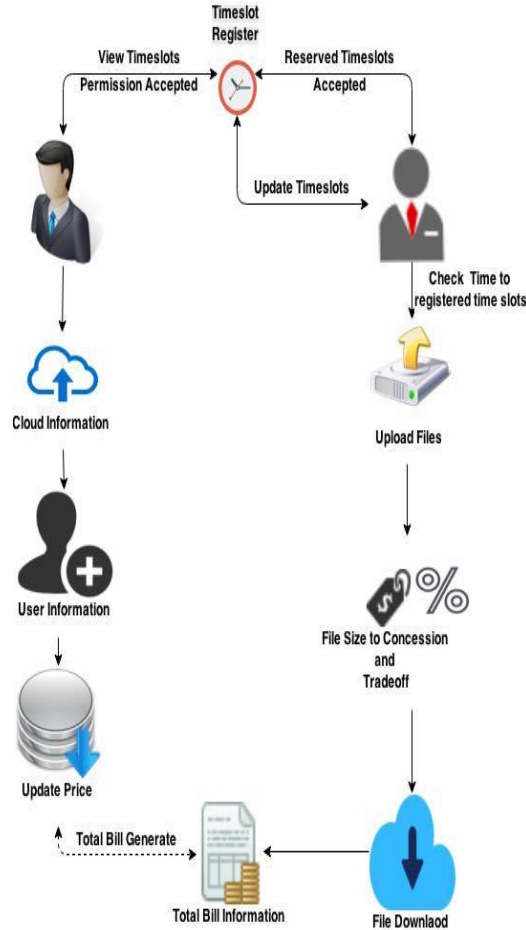 Timeslot
Register
View Timeslots
Permission Accepted
Reserved Timeslots
Accepted
Update Timeslots
Check Time to
registered time slots
Cloud Information
Upload Files
User Information
$ %
File Size to Concession
and
Tradeoff
Update Price
Total Bill Generate
Total Bill Information
File Downlaod